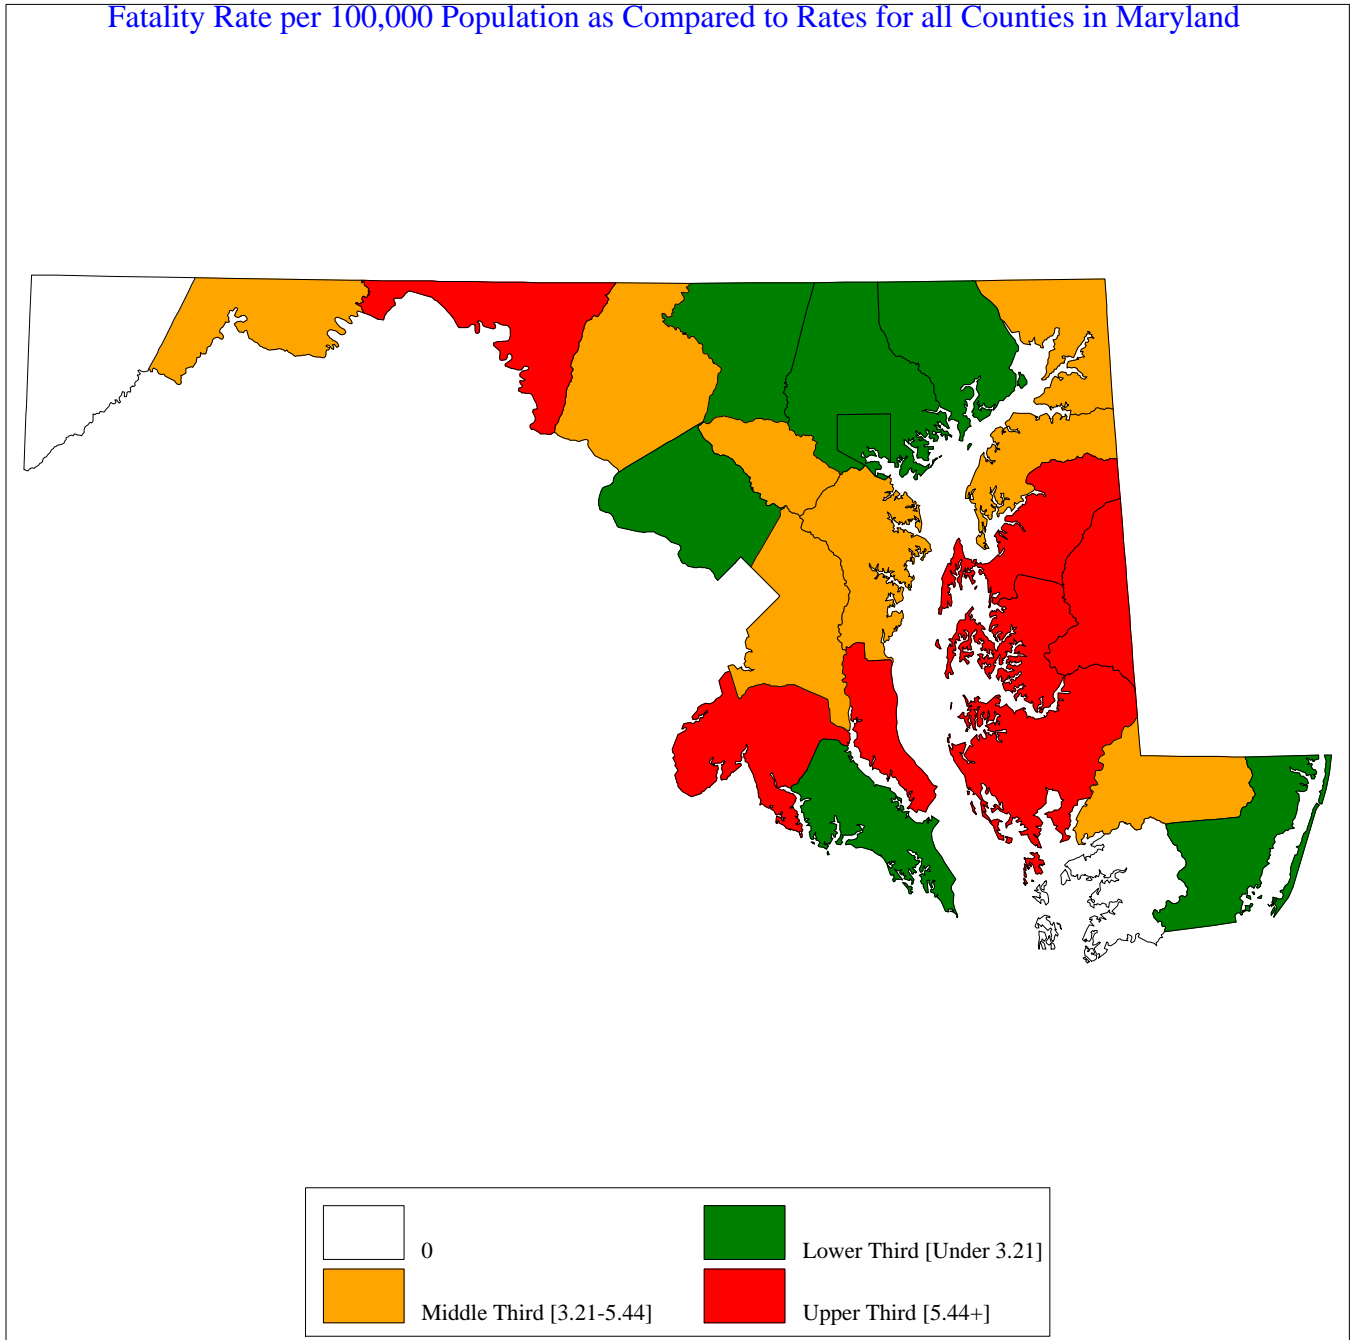 Fatality Rate per 100,000 Population as Compared to Rates for all Counties in Maryland
0
Lower Third [Under 3.21]
Middle Third [3.21-5.44]
Upper Third [5.44+]